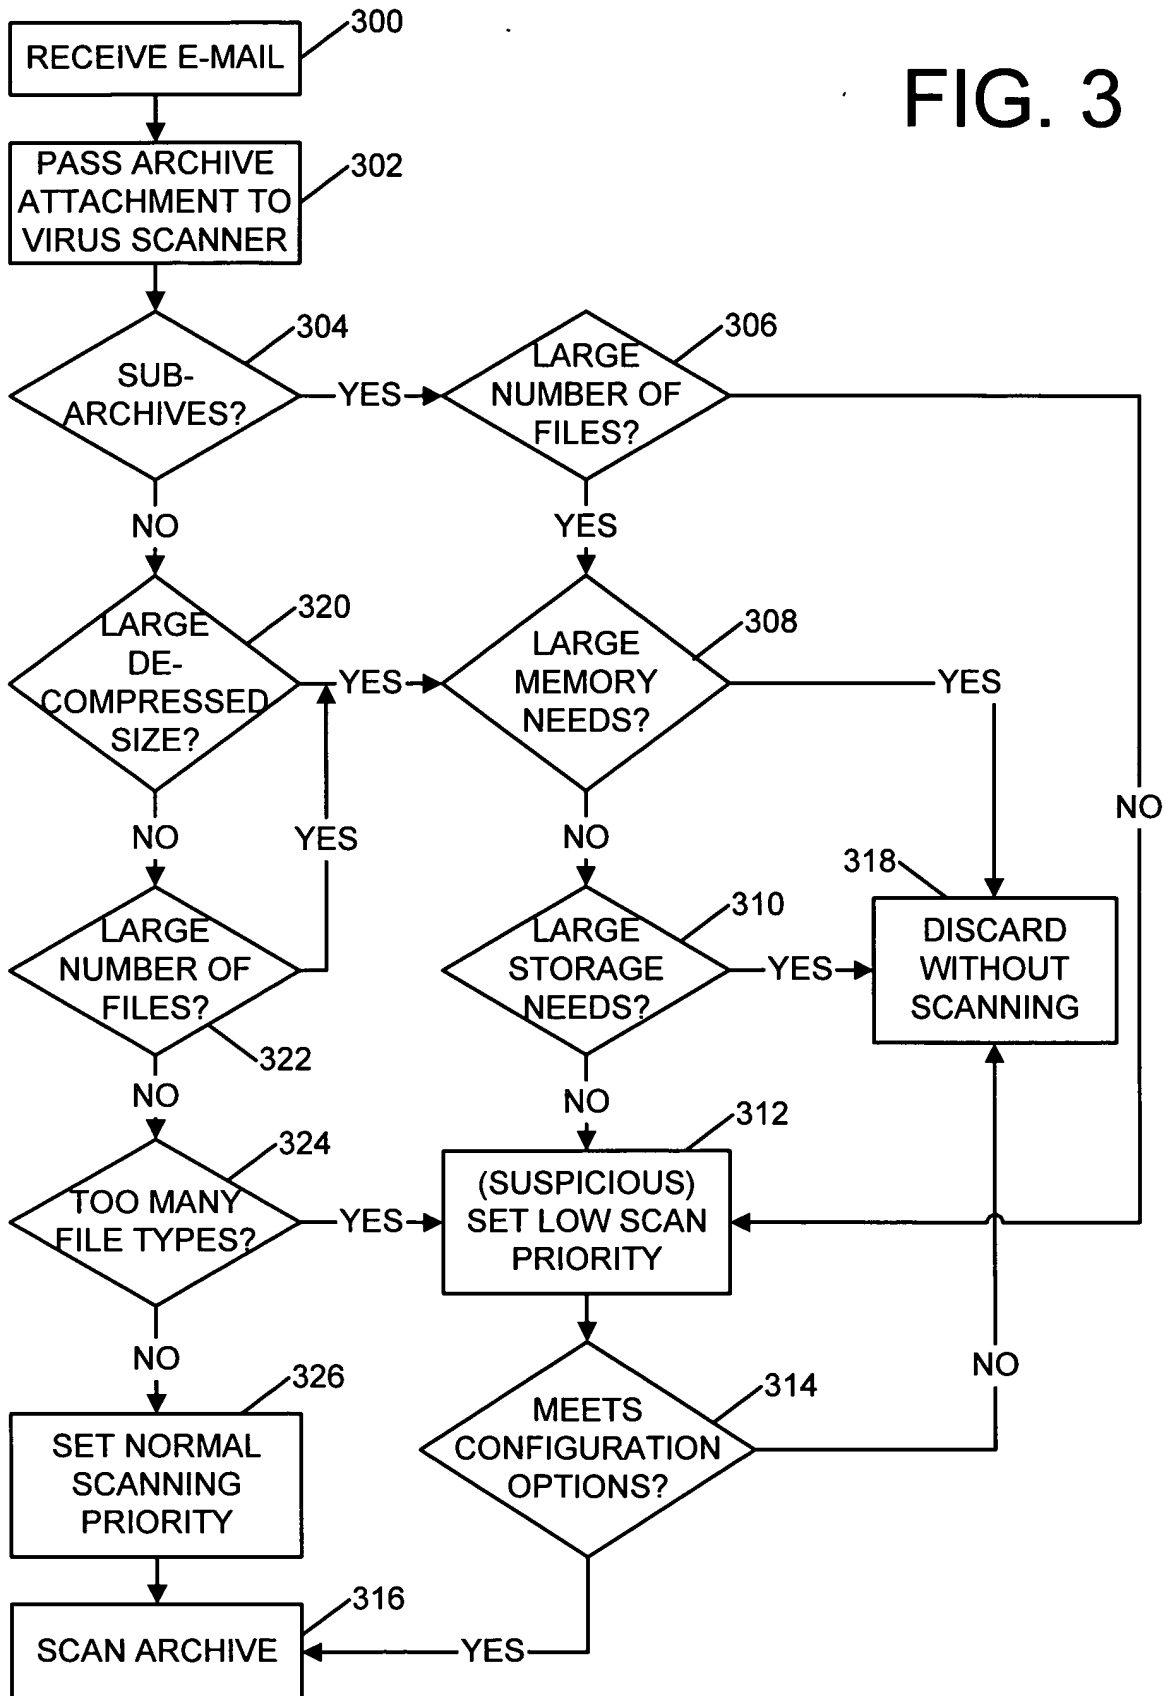 FIG. 3
300
RECEIVE E-MAIL
302
PASS ARCHIVE
ATTACHMENT TO
VIRUS SCANNER
304
SUB-
ARCHIVES?
YES
306
LARGE
NUMBER OF
FILES?
NO
YES
320
LARGE
DE-
COMPRESSED
SIZE?
YES
308
LARGE
MEMORY
NEEDS?
YES
NO
NO
YES
NO
318
DISCARD
WITHOUT
SCANNING
LARGE
NUMBER OF
FILES?
322
310
LARGE
STORAGE
NEEDS?
YES
NO
NO
324
TOO MANY
FILE TYPES?
YES
312
(SUSPICIOUS)
SET LOW SCAN
PRIORITY
NO
326
SET NORMAL
SCANNING
PRIORITY
314
MEETS
CONFIGURATION
OPTIONS?
NO
316
SCAN ARCHIVE
YES